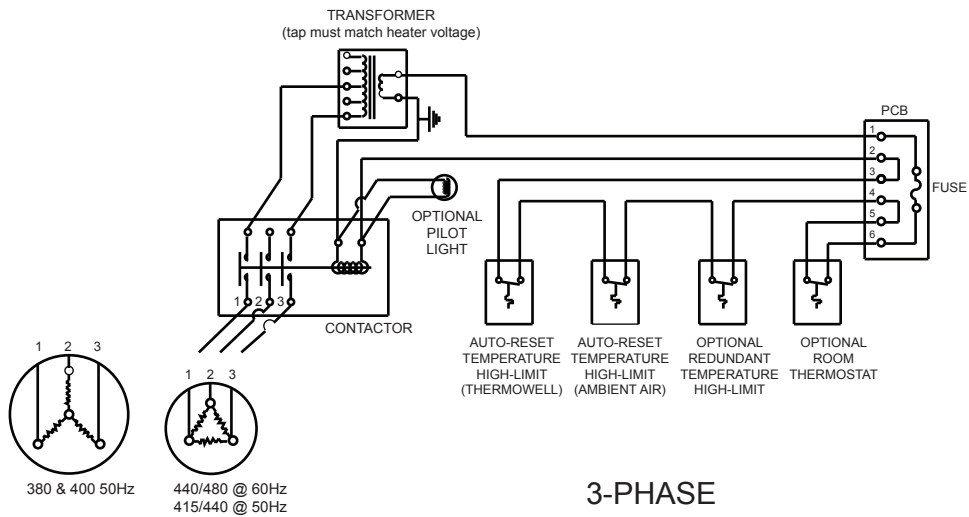 TRANSFORMER
(tap must match heater voltage)
PCB
1
2
3
4
5
6
FUSE
OPTIONAL
PILOT
LIGHT
1 2 3
CONTACTOR
AUTO-RESET
TEMPERATURE
HIGH-LIMIT
(THERMOWELL)
AUTO-RESET
TEMPERATURE
HIGH-LIMIT
(AMBIENT AIR)
OPTIONAL
REDUNDANT
TEMPERATURE
HIGH-LIMIT
OPTIONAL
ROOM
THERMOSTAT
1 2 3
380 & 400 50Hz
1 2 3
440/480 @ 60Hz
415/440 @ 50Hz
3-PHASE